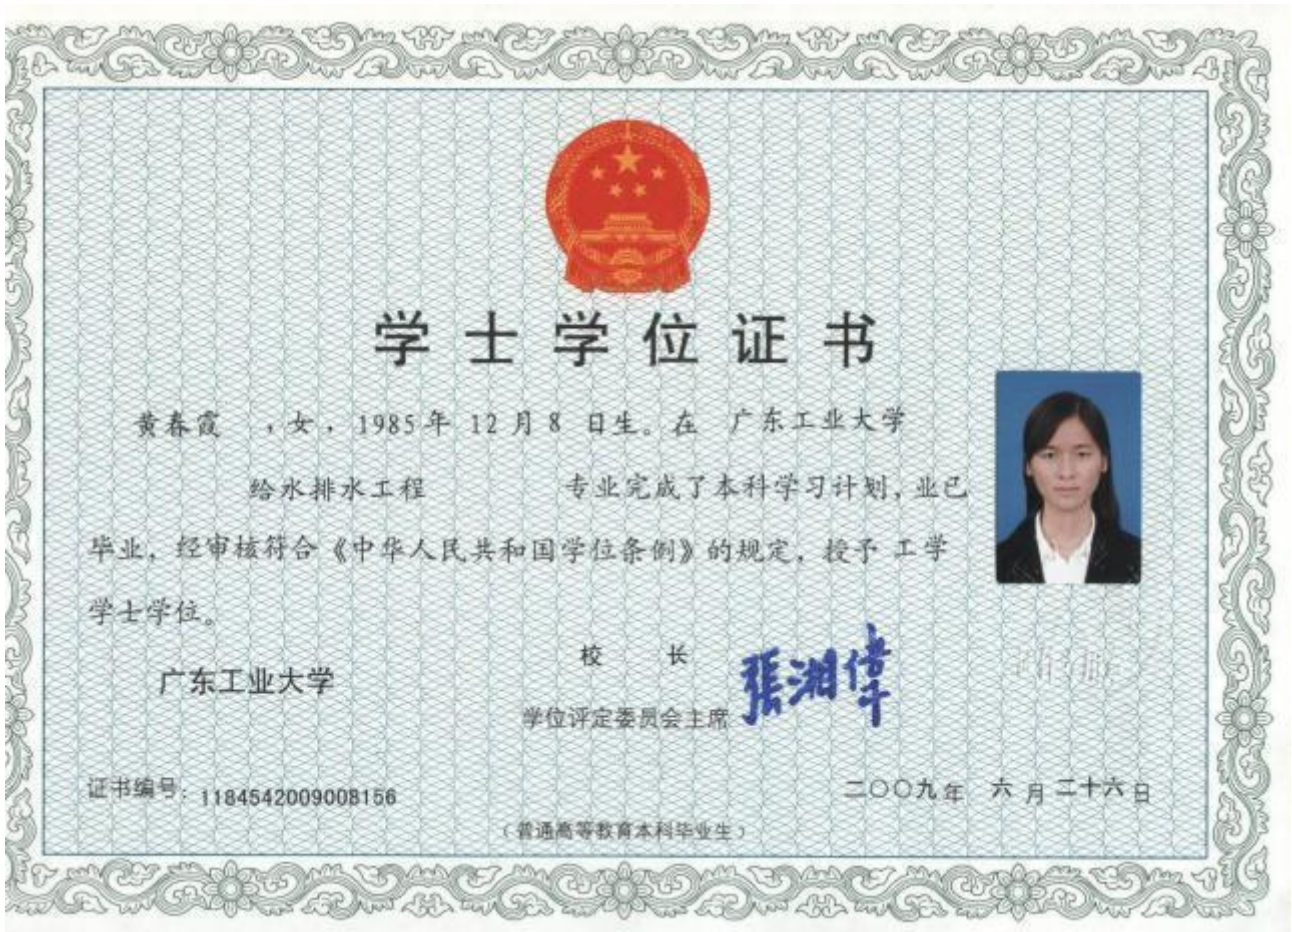 学士学位证书
黄春霞 ,女,1985年 12月8 日生。在 广东工业大学
给水排水工程 专业完成了本科学习计划,业已
毕业,经审核符合《中华人民共和国学位条例》的规定,授予 工学
学士学位。
广东工业大学
校 长
学位评定委员会主席
張湘偉
证书编号:1184542009008156
二〇〇九年 六月二十六日
(普通高等教育本科毕业生)